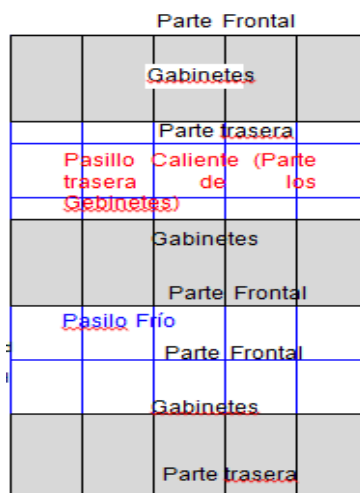 Parte Frontal
Gabinetes
Parte trasera
Pasillo Caliente (Parte
trasera de los
Gebinetes)
Gabinetes
Parte Frontal
Pasilo Frío
Parte Frontal
Gabinetes
Parte trasera